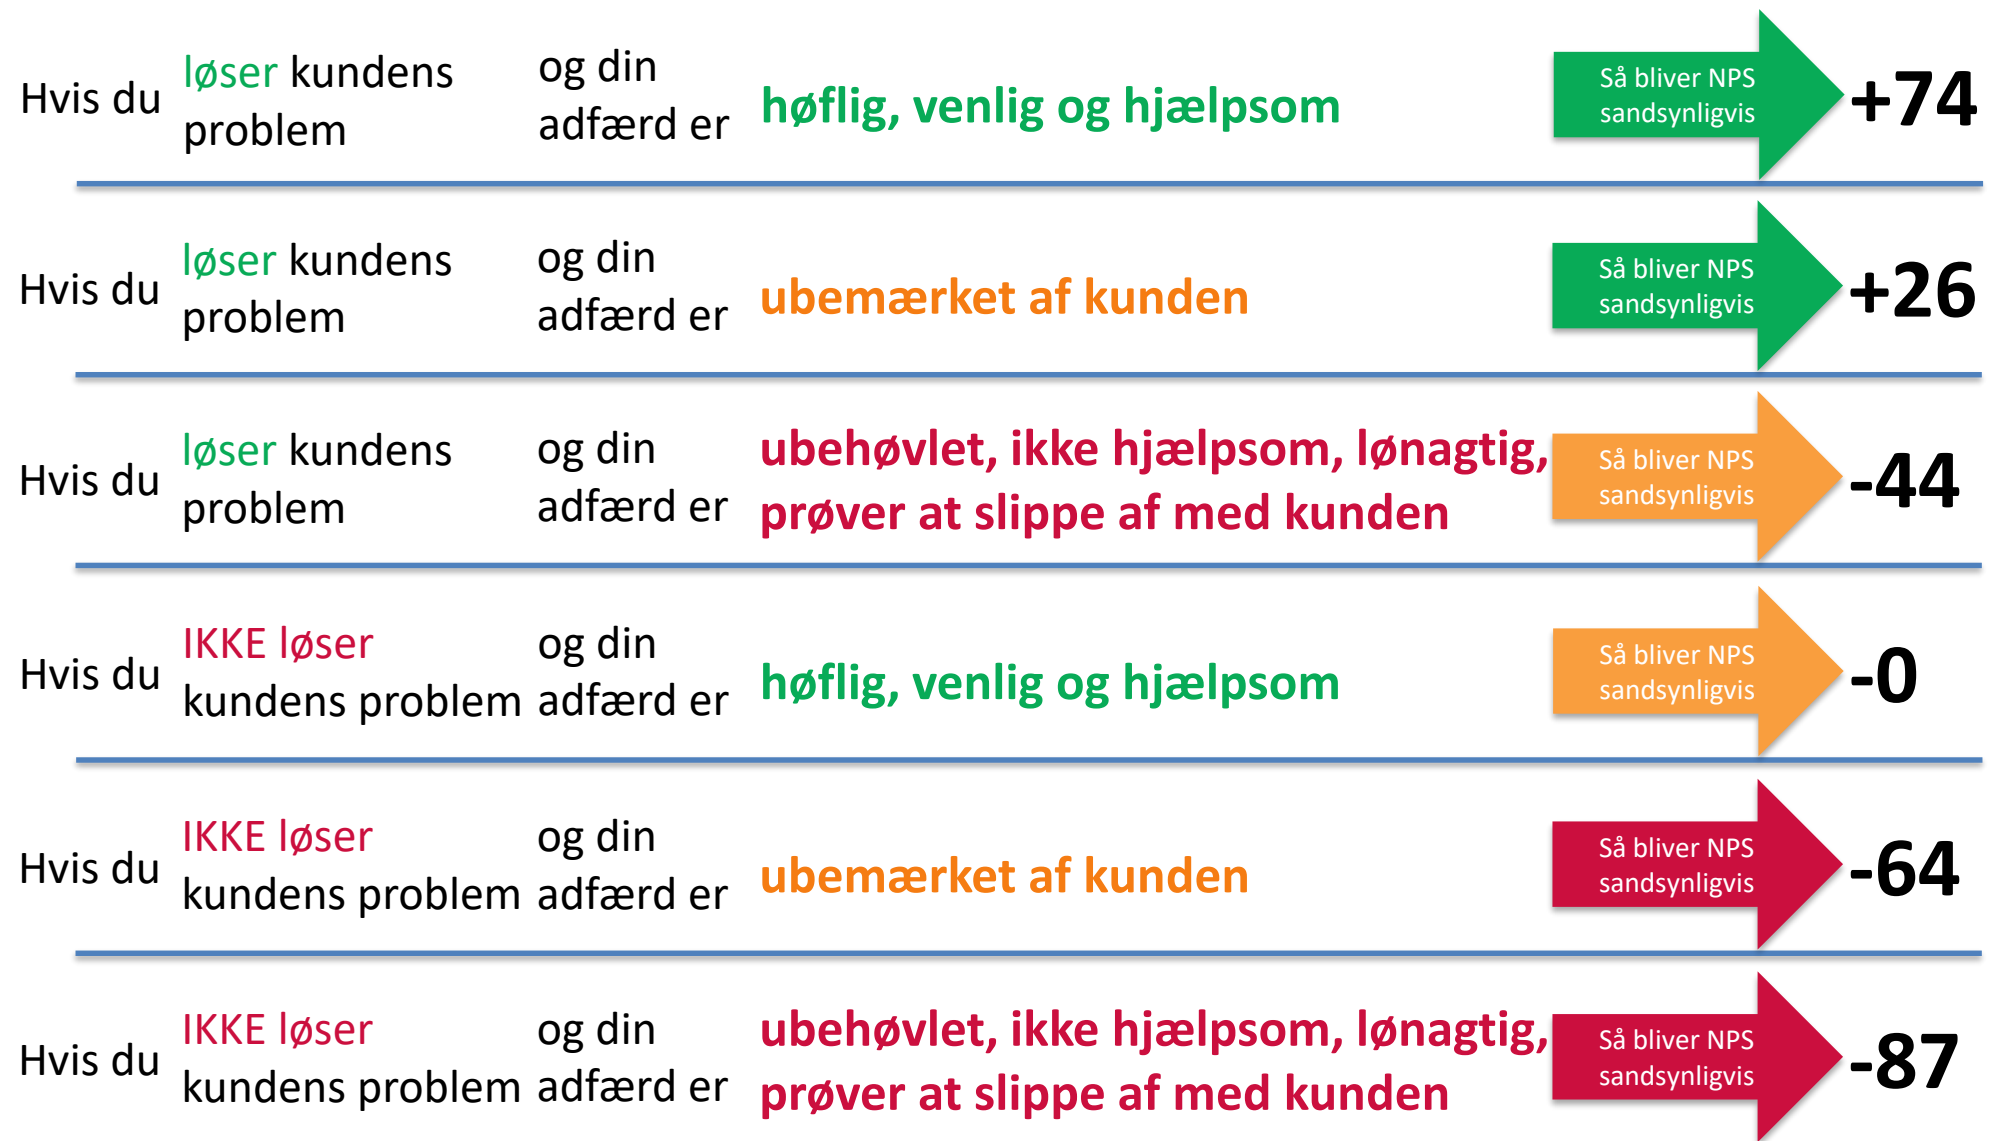 Hvis du
løser kundens
problem
og din
adfærd er
høflig, venlig og hjælpsom
Så bliver NPS
sandsynligvis
+74
Hvis du
løser kundens
problem
og din
adfærd er
ubemærket af kunden
Så bliver NPS
sandsynligvis
+26
Hvis du
løser kundens
problem
og din
adfærd er
ubehøvlet, ikke hjælpsom, lønagtig,
prøver at slippe af med kunden
Så bliver NPS
sandsynligvis
-44
Hvis du
IKKE løser
kundens problem
og din
adfærd er
høflig, venlig og hjælpsom
Så bliver NPS
sandsynligvis
-0
Hvis du
IKKE løser
kundens problem
og din
adfærd er
ubemærket af kunden
Så bliver NPS
sandsynligvis
-64
Hvis du
IKKE løser
kundens problem
og din
adfærd er
ubehøvlet, ikke hjælpsom, lønagtig,
prøver at slippe af med kunden
Så bliver NPS
sandsynligvis
-87